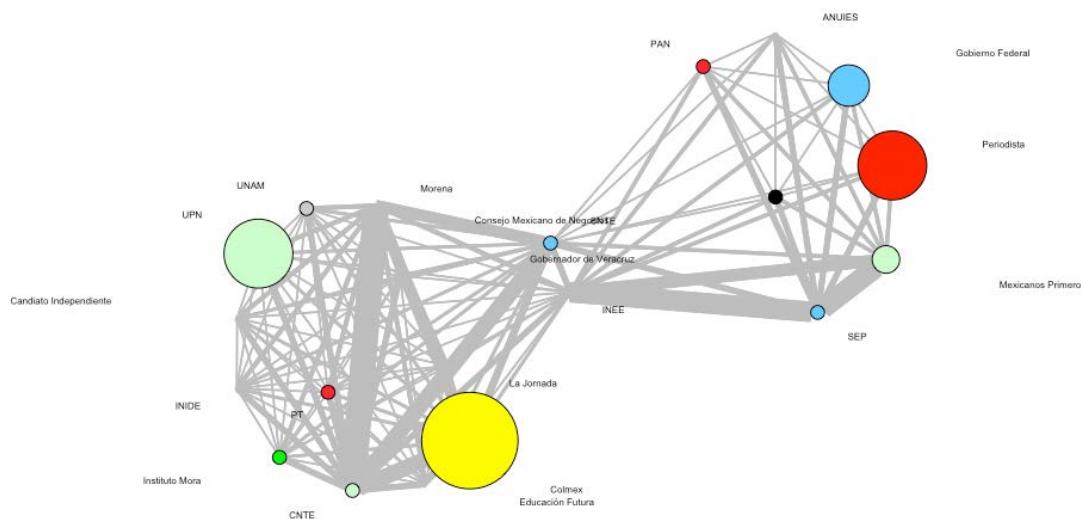 ANUIES
PAN
Gobierno Federal
Periodista
UNAM
Morena
UPN
Consejo Mexicano de Negocios
SNTE
Gobernador de Veracruz
Mexicanos Primero
Candiato Independiente
INEE
SEP
La Jornada
INIDE
PT
Instituto Mora
Colmex
Educación Futura
CNTE